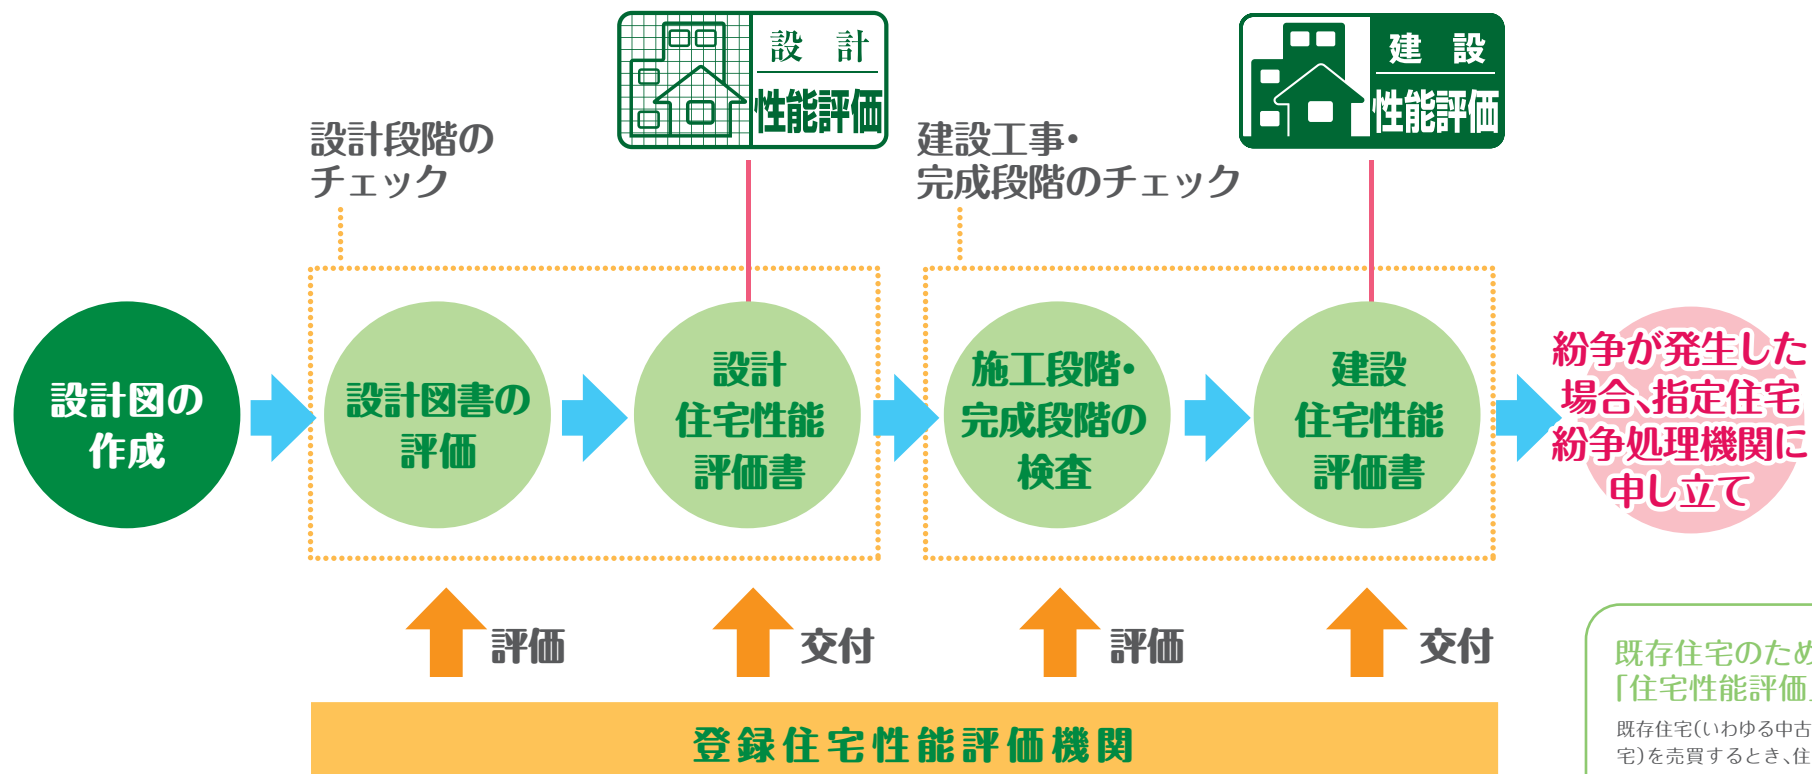 設計
性能評価
建設
性能評価
設計段階の
チェック
建設工事・
完成段階のチェック
設計図の
作成
設計図書の
評価
設計
住宅性能
評価書
施工段階・
完成段階の
検査
建設
住宅性能
評価書
紛争が発生した
場合、指定住宅
紛争処理機関に
申し立て
評価
交付
評価
交付
登録住宅性能評価機関
既存住宅のため
「住宅性能評価
既存住宅(いわゆる中古
宅)を売買するとき、住